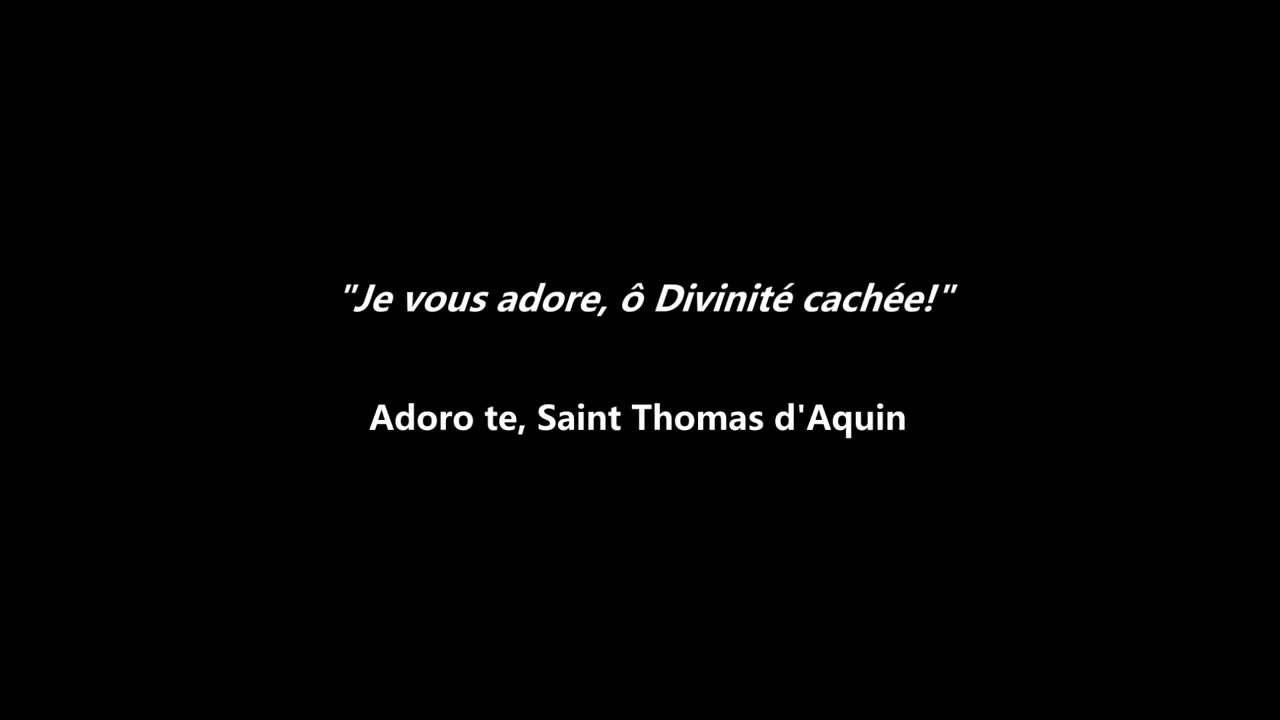 "Je vous adore, ô Divinité cachée!"
Adoro te, Saint Thomas d'Aquin